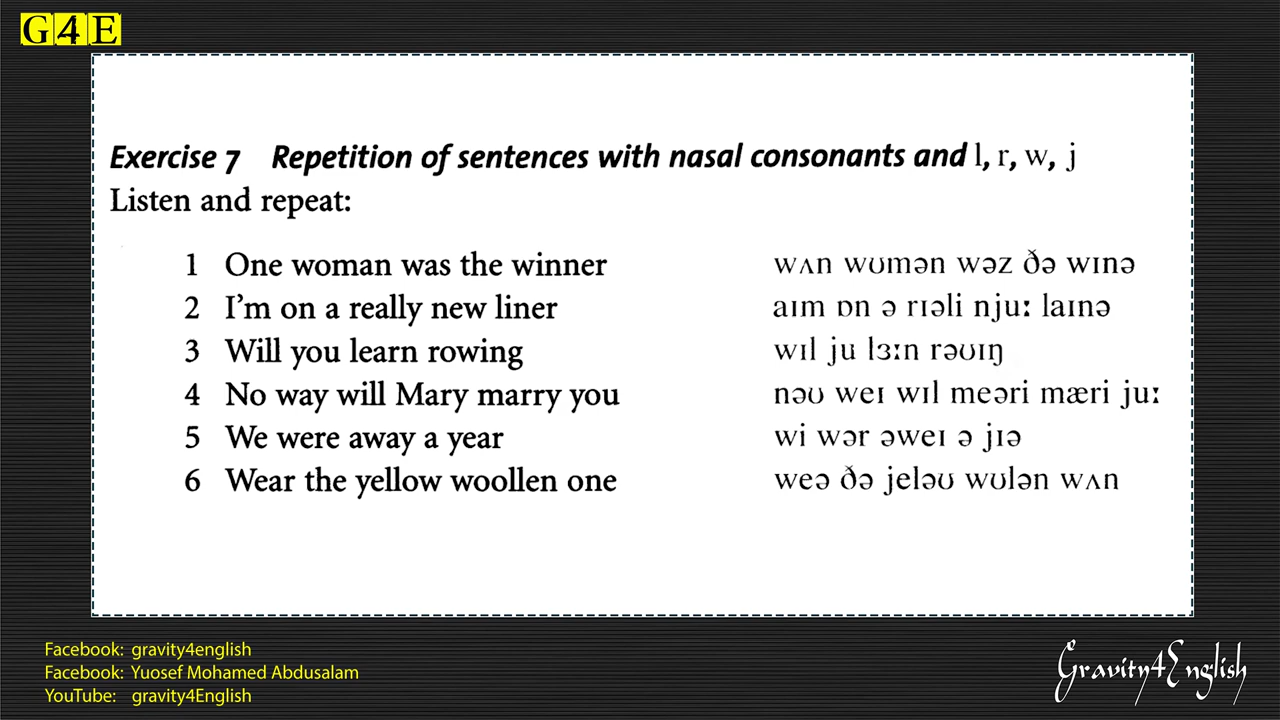 G4E
Exercise 7 Repetition of sentences with nasal consonants and l, r, w, j
Listen and repeat:
1 One woman was the winner wʌn wʊmən wəz ðə wɪnə
2 I'm on a really new liner aɪm ɒn ə rɪəli njuː laɪnə
3 Will you learn rowing wɪl ju lɜːn rəʊɪŋ
4 No way will Mary marry you nəʊ weɪ wɪl meəri mæri juː
5 We were away a year wi wər əweɪ ə jɪə
6 Wear the yellow woollen one weə ðə jeləʊ wʊlən wʌn
Facebook: gravity4english
Facebook: Yuosef Mohamed Abdusalam
YouTube: gravity4English
Gravity4English